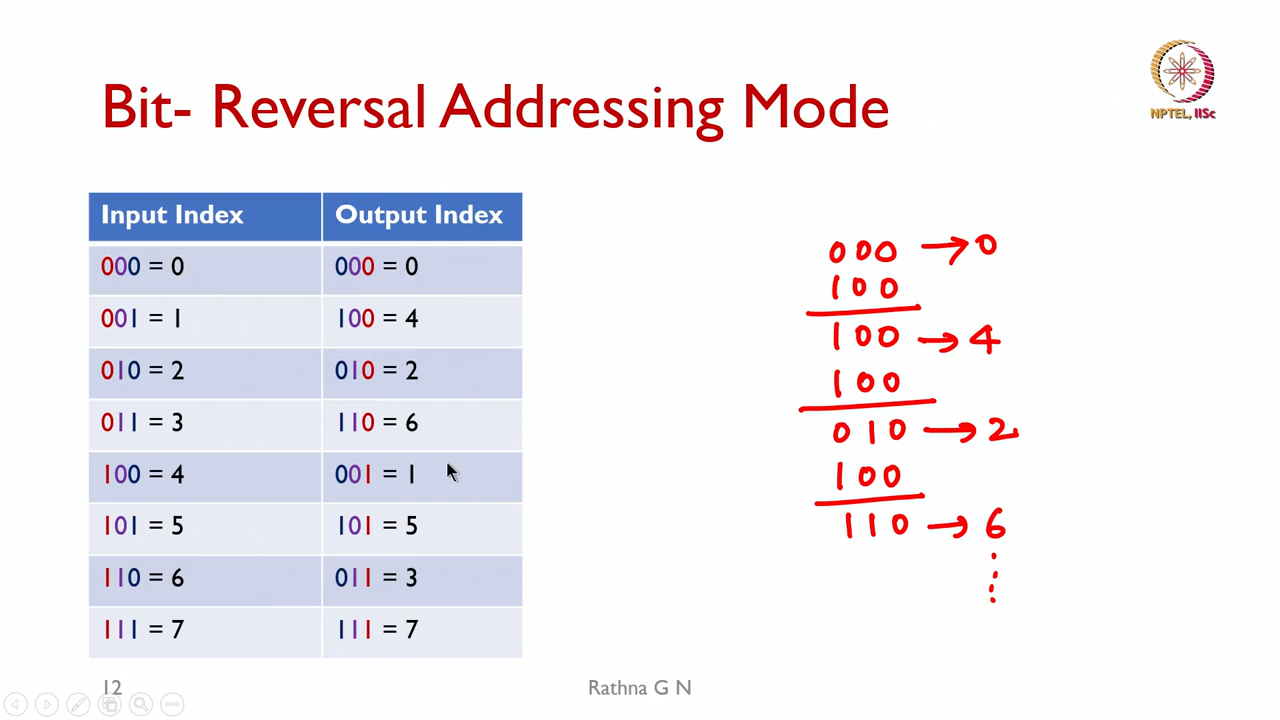 Bit- Reversal Addressing Mode
NPTEL, IISc
Input Index Output Index
000 = 0 000 = 0
001 = 1 100 = 4
010 = 2 010 = 2
011 = 3 110 = 6
100 = 4 001 = 1
101 = 5 101 = 5
110 = 6 011 = 3
111 = 7 111 = 7
000 → 0
100
100 → 4
100
010 → 2
100
110 → 6
12
Rathna G N